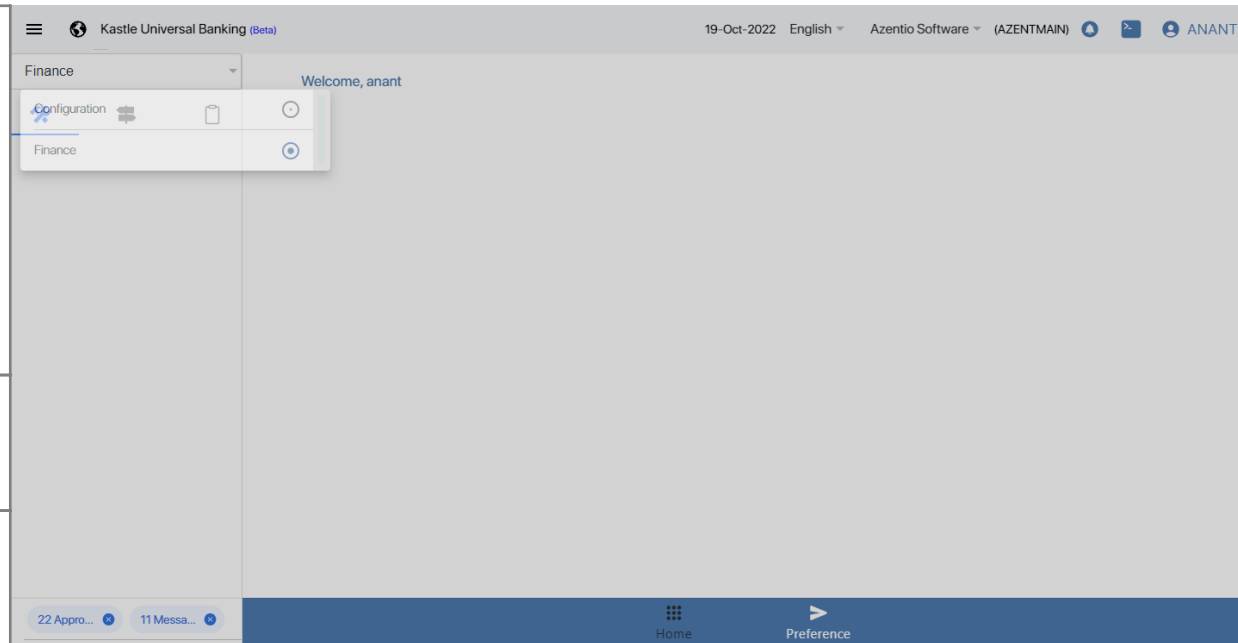 Kastle Universal Banking (Beta) 19-Oct-2022 English Azentio Software (AZENTMAIN) ANANT
Finance
Welcome, anant
Configuration
Finance
22 Appro... 11 Messa...
Home Preference